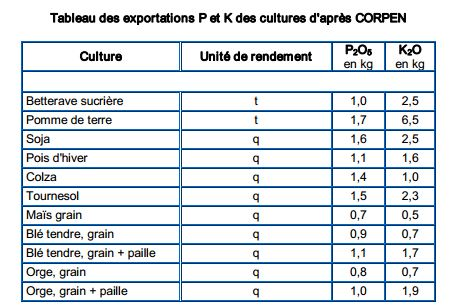 Tableau des exportations P et K des cultures d'après CORPEN
Culture Unité de rendement P₂O₅ en kg K₂O en kg
Betterave sucrière t 1,0 2,5
Pomme de terre t 1,7 6,5
Soja q 1,6 2,5
Pois d'hiver q 1,1 1,6
Colza q 1,4 1,0
Tournesol q 1,5 2,3
Maïs grain q 0,7 0,5
Blé tendre, grain q 0,9 0,7
Blé tendre, grain + paille q 1,1 1,7
Orge, grain q 0,8 0,7
Orge, grain + paille q 1,0 1,9